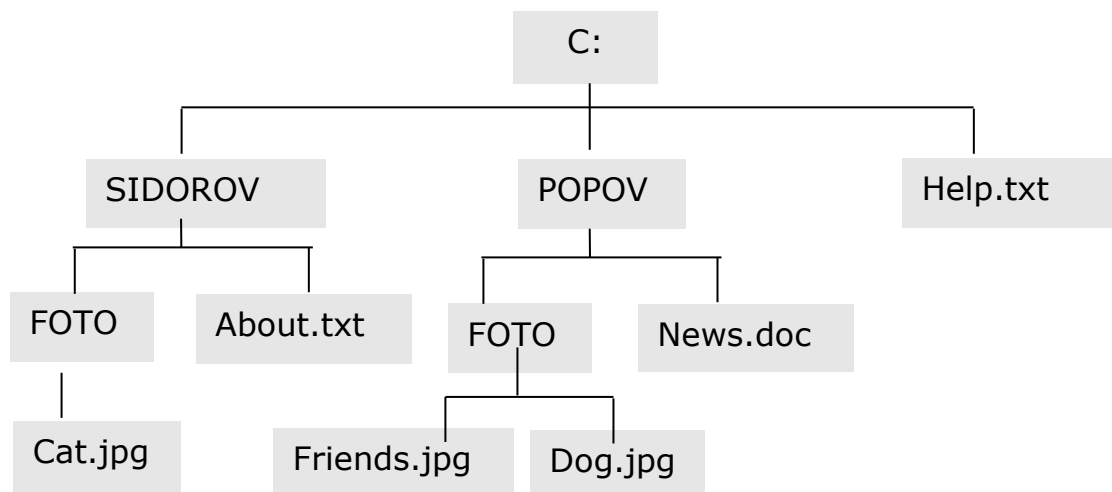 C:
SIDOROV
POPOV
Help.txt
FOTO
About.txt
FOTO
News.doc
Cat.jpg
Friends.jpg
Dog.jpg